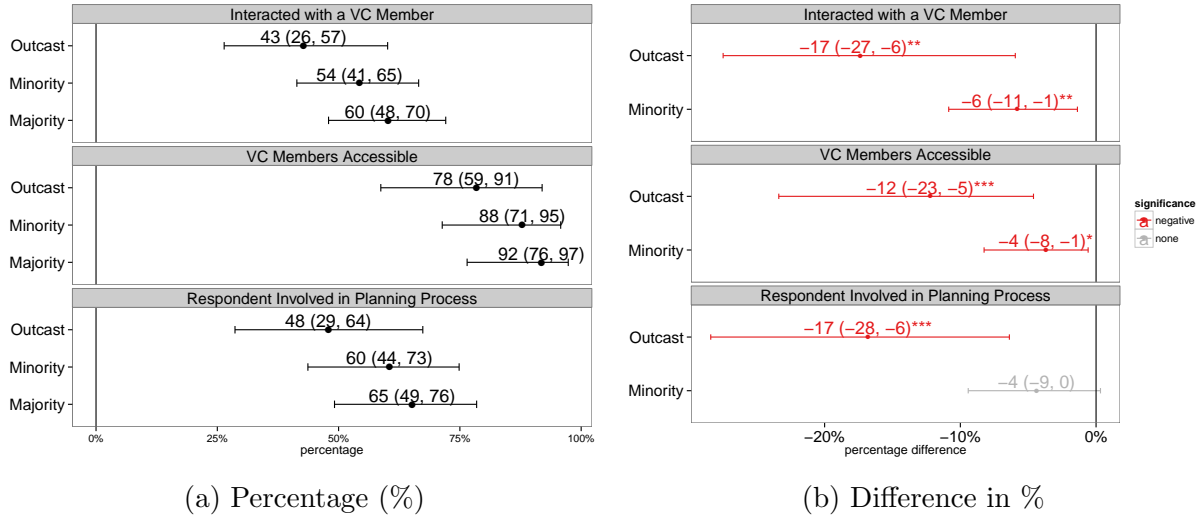 Interacted with a VC Member
Outcast
43 (26, 57)
Minority
54 (41, 65)
Majority
60 (48, 70)
VC Members Accessible
Outcast
78 (59, 91)
Minority
88 (71, 95)
Majority
92 (76, 97)
Respondent Involved in Planning Process
Outcast
48 (29, 64)
Minority
60 (44, 73)
Majority
65 (49, 76)
0% 25% 50% 75% 100%
percentage
(a) Percentage (%)
Interacted with a VC Member
Outcast
−17 (−27, −6)**
Minority
−6 (−11, −1)**
VC Members Accessible
Outcast
−12 (−23, −5)***
Minority
−4 (−8, −1)*
Respondent Involved in Planning Process
Outcast
−17 (−28, −6)***
Minority
−4 (−9, 0)
−20% −10% 0%
percentage difference
significance
a negative
a none
(b) Difference in %